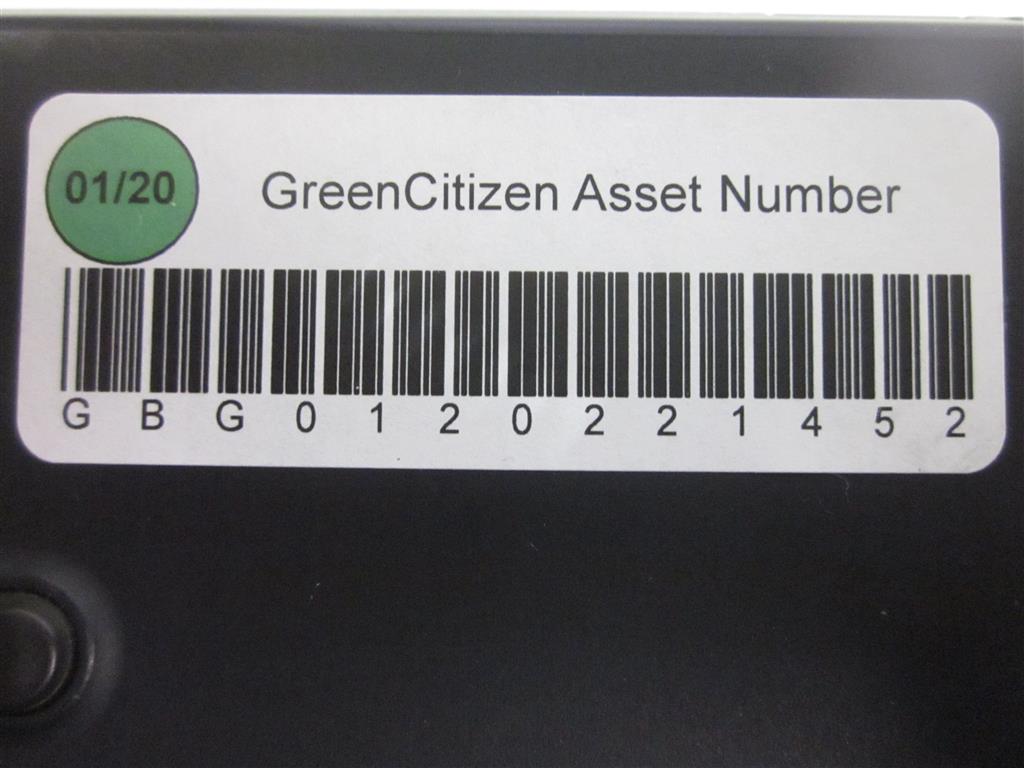 01/20
GreenCitizen Asset Number
G B G 0 1 2 0 2 2 1 4 5 2